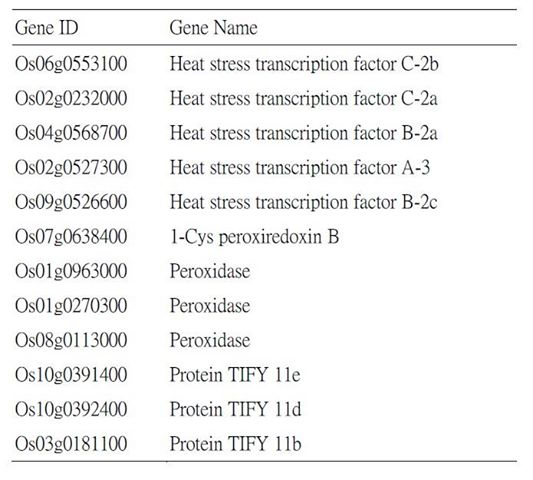 Gene ID Gene Name
Os06g0553100 Heat stress transcription factor C-2b
Os02g0232000 Heat stress transcription factor C-2a
Os04g0568700 Heat stress transcription factor B-2a
Os02g0527300 Heat stress transcription factor A-3
Os09g0526600 Heat stress transcription factor B-2c
Os07g0638400 1-Cys peroxiredoxin B
Os01g0963000 Peroxidase
Os01g0270300 Peroxidase
Os08g0113000 Peroxidase
Os10g0391400 Protein TIFY 11e
Os10g0392400 Protein TIFY 11d
Os03g0181100 Protein TIFY 11b